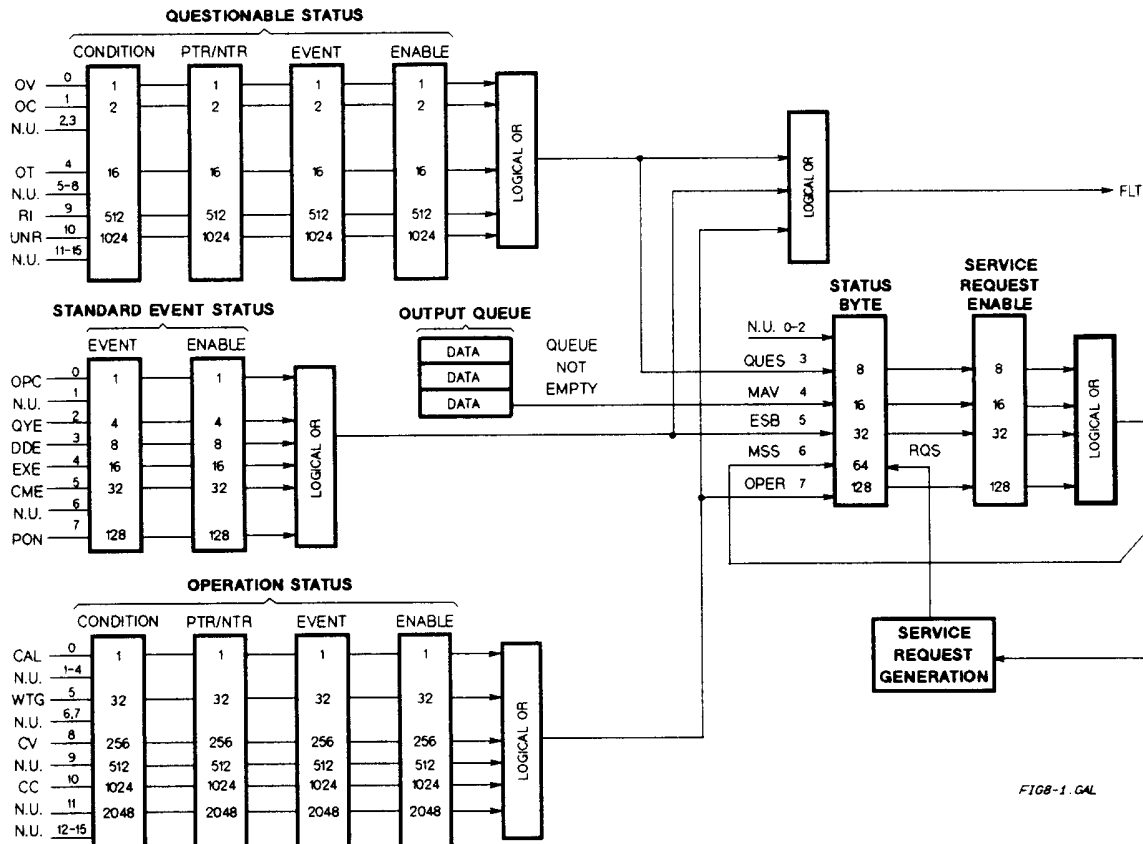 QUESTIONABLE STATUS
CONDITION PTR/NTR EVENT ENABLE
OV 0 1 1 1 1
OC 1 2 2 2 2
N.U. 2,3
OT 4 16 16 16 16
N.U. 5-8
RI 9 512 512 512 512
UNR 10 1024 1024 1024 1024
N.U. 11-15
LOGICAL OR
LOGICAL OR
FLT
STANDARD EVENT STATUS
EVENT ENABLE
OPC 0 1 1
N.U. 1
QYE 2 4 4
DDE 3 8 8
EXE 4 16 16
CME 5 32 32
N.U. 6
PON 7 128 128
LOGICAL OR
OUTPUT QUEUE
DATA
DATA
DATA
QUEUE
NOT
EMPTY
STATUS
BYTE
SERVICE
REQUEST
ENABLE
N.U. 0-2
QUES 3 8 8
MAV 4 16 16
ESB 5 32 32
MSS 6 64 RQS
OPER 7 128 128
LOGICAL OR
SERVICE
REQUEST
GENERATION
OPERATION STATUS
CONDITION PTR/NTR EVENT ENABLE
CAL 0 1 1 1 1
N.U. 1-4
WTG 5 32 32 32 32
N.U. 6,7
CV 8 256 256 256 256
N.U. 9 512 512 512 512
CC 10 1024 1024 1024 1024
N.U. 11 2048 2048 2048 2048
N.U. 12-15
LOGICAL OR
FIG8-1.GAL